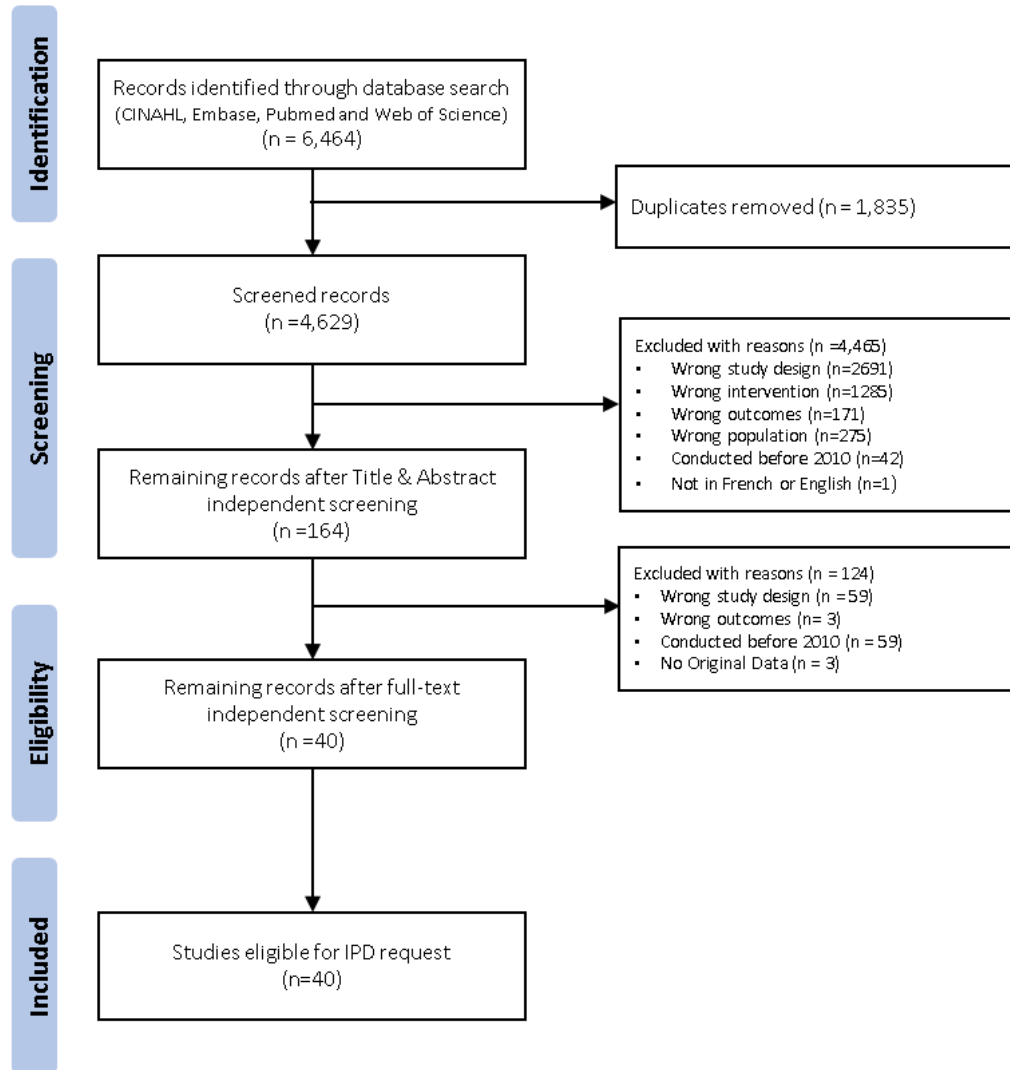 Identification
Records identified through database search
(CINAHL, Embase, Pubmed and Web of Science)
(n = 6,464)
Duplicates removed (n = 1,835)
Screening
Screened records
(n =4,629)
Excluded with reasons (n =4,465)
▪ Wrong study design (n=2691)
▪ Wrong intervention (n=1285)
▪ Wrong outcomes (n=171)
▪ Wrong population (n=275)
▪ Conducted before 2010 (n=42)
▪ Not in French or English (n=1)
Remaining records after Title & Abstract
independent screening
(n =164)
Excluded with reasons (n = 124)
▪ Wrong study design (n = 59)
▪ Wrong outcomes (n= 3)
▪ Conducted before 2010 (n = 59)
▪ No Original Data (n = 3)
Eligibility
Remaining records after full-text
independent screening
(n =40)
Included
Studies eligible for IPD request
(n=40)